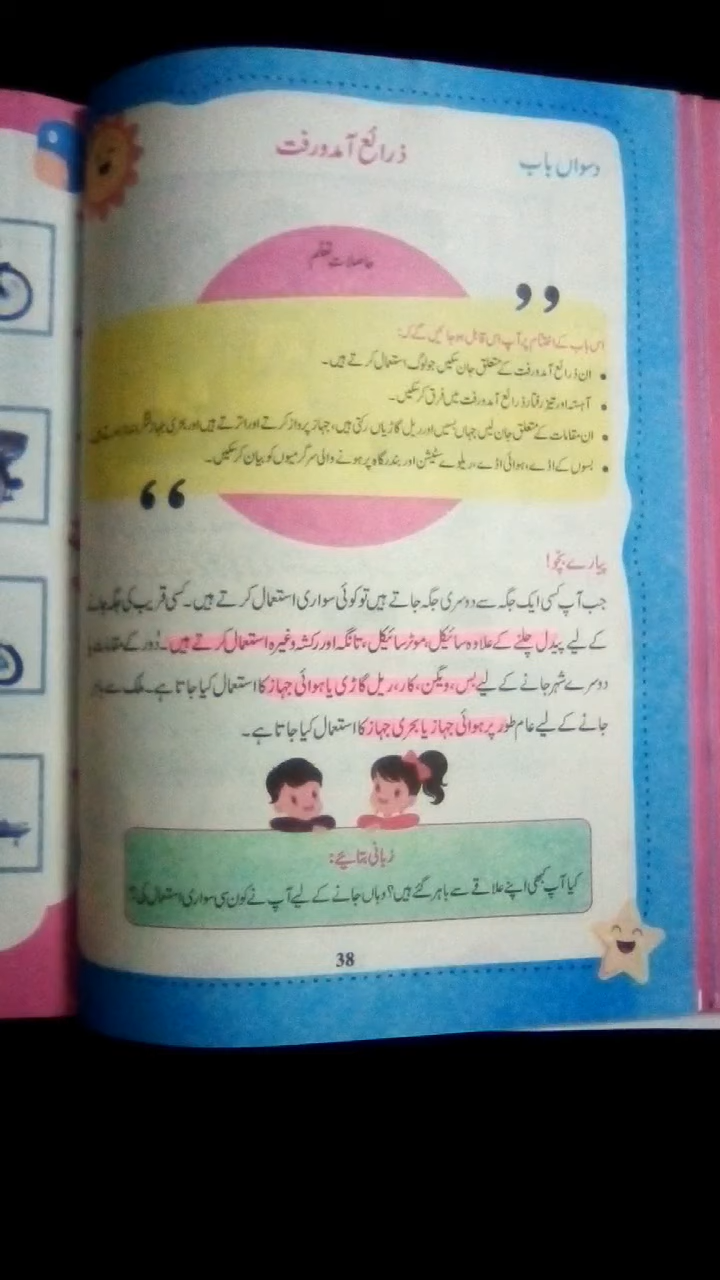 دسواں باب
ذرائع آمدورفت
حاصلاتِ تعلم
اس باب کے اختتام پر آپ اس قابل ہو جائیں گے کہ:
• ان ذرائع آمدورفت کے متعلق جان سکیں جو لوگ استعمال کرتے ہیں۔
• آہستہ اور تیز رفتار ذرائع آمدورفت میں فرق کر سکیں۔
• ان مقامات کے متعلق جان لیں جہاں بسیں اور ریل گاڑیاں رکتی ہیں، جہاز پرواز کرتے اور اترتے ہیں اور بحری جہاز
• بسوں کے اڈے، ہوائی اڈے، ریلوے سٹیشن اور بندرگاہ پر ہونے والی سرگرمیوں کو بیان کر سکیں۔
پیارے بچو!
جب آپ کسی ایک جگہ سے دوسری جگہ جاتے ہیں تو کوئی سواری استعمال کرتے ہیں۔ کسی قریب کی جگہ جانے
کے لیے پیدل چلنے کے علاوہ سائیکل، موٹر سائیکل، تانگہ اور رکشہ وغیرہ استعمال کرتے ہیں۔ دُور کے مقامات یا
دوسرے شہر جانے کے لیے بس، ویگن، کار، ریل گاڑی یا ہوائی جہاز کا استعمال کیا جاتا ہے۔ ملک سے باہر
جانے کے لیے عام طور پر ہوائی جہاز یا بحری جہاز کا استعمال کیا جاتا ہے۔
زبانی بتائیے:
کیا آپ کبھی اپنے علاقے سے باہر گئے ہیں؟ وہاں جانے کے لیے آپ نے کون سی سواری استعمال کی؟
38